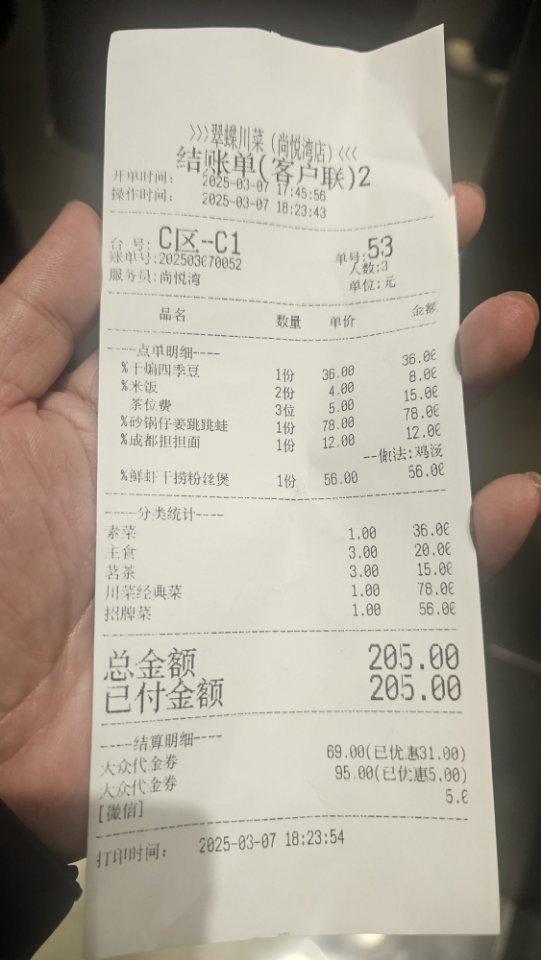 >>>翠蝶川菜(尚悦湾店)<<<
结账单(客户联)2
开单时间: 2025-03-07 17:45:56
操作时间: 2025-03-07 18:23:43
台号: C区-C1 单号:53
账单号:202503070052 人数:3
服务员:尚悦湾 单位:元
品名 数量 单价 金额
----点单明细----
%干煸四季豆 1份 36.00 36.00
%米饭 2份 4.00 8.00
茶位费 3位 5.00 15.00
%砂锅仔姜跳跳蛙 1份 78.00 78.00
%成都担担面 1份 12.00 12.00
--做法:鸡汤
%鲜虾干捞粉丝煲 1份 56.00 56.00
----分类统计----
素菜 1.00 36.00
主食 3.00 20.00
茗茶 3.00 15.00
川菜经典菜 1.00 78.00
招牌菜 1.00 56.00
总金额 205.00
已付金额 205.00
----结算明细----
大众代金券 69.00(已优惠31.00)
大众代金券 95.00(已优惠5.00)
[微信] 5.0
打印时间: 2025-03-07 18:23:54